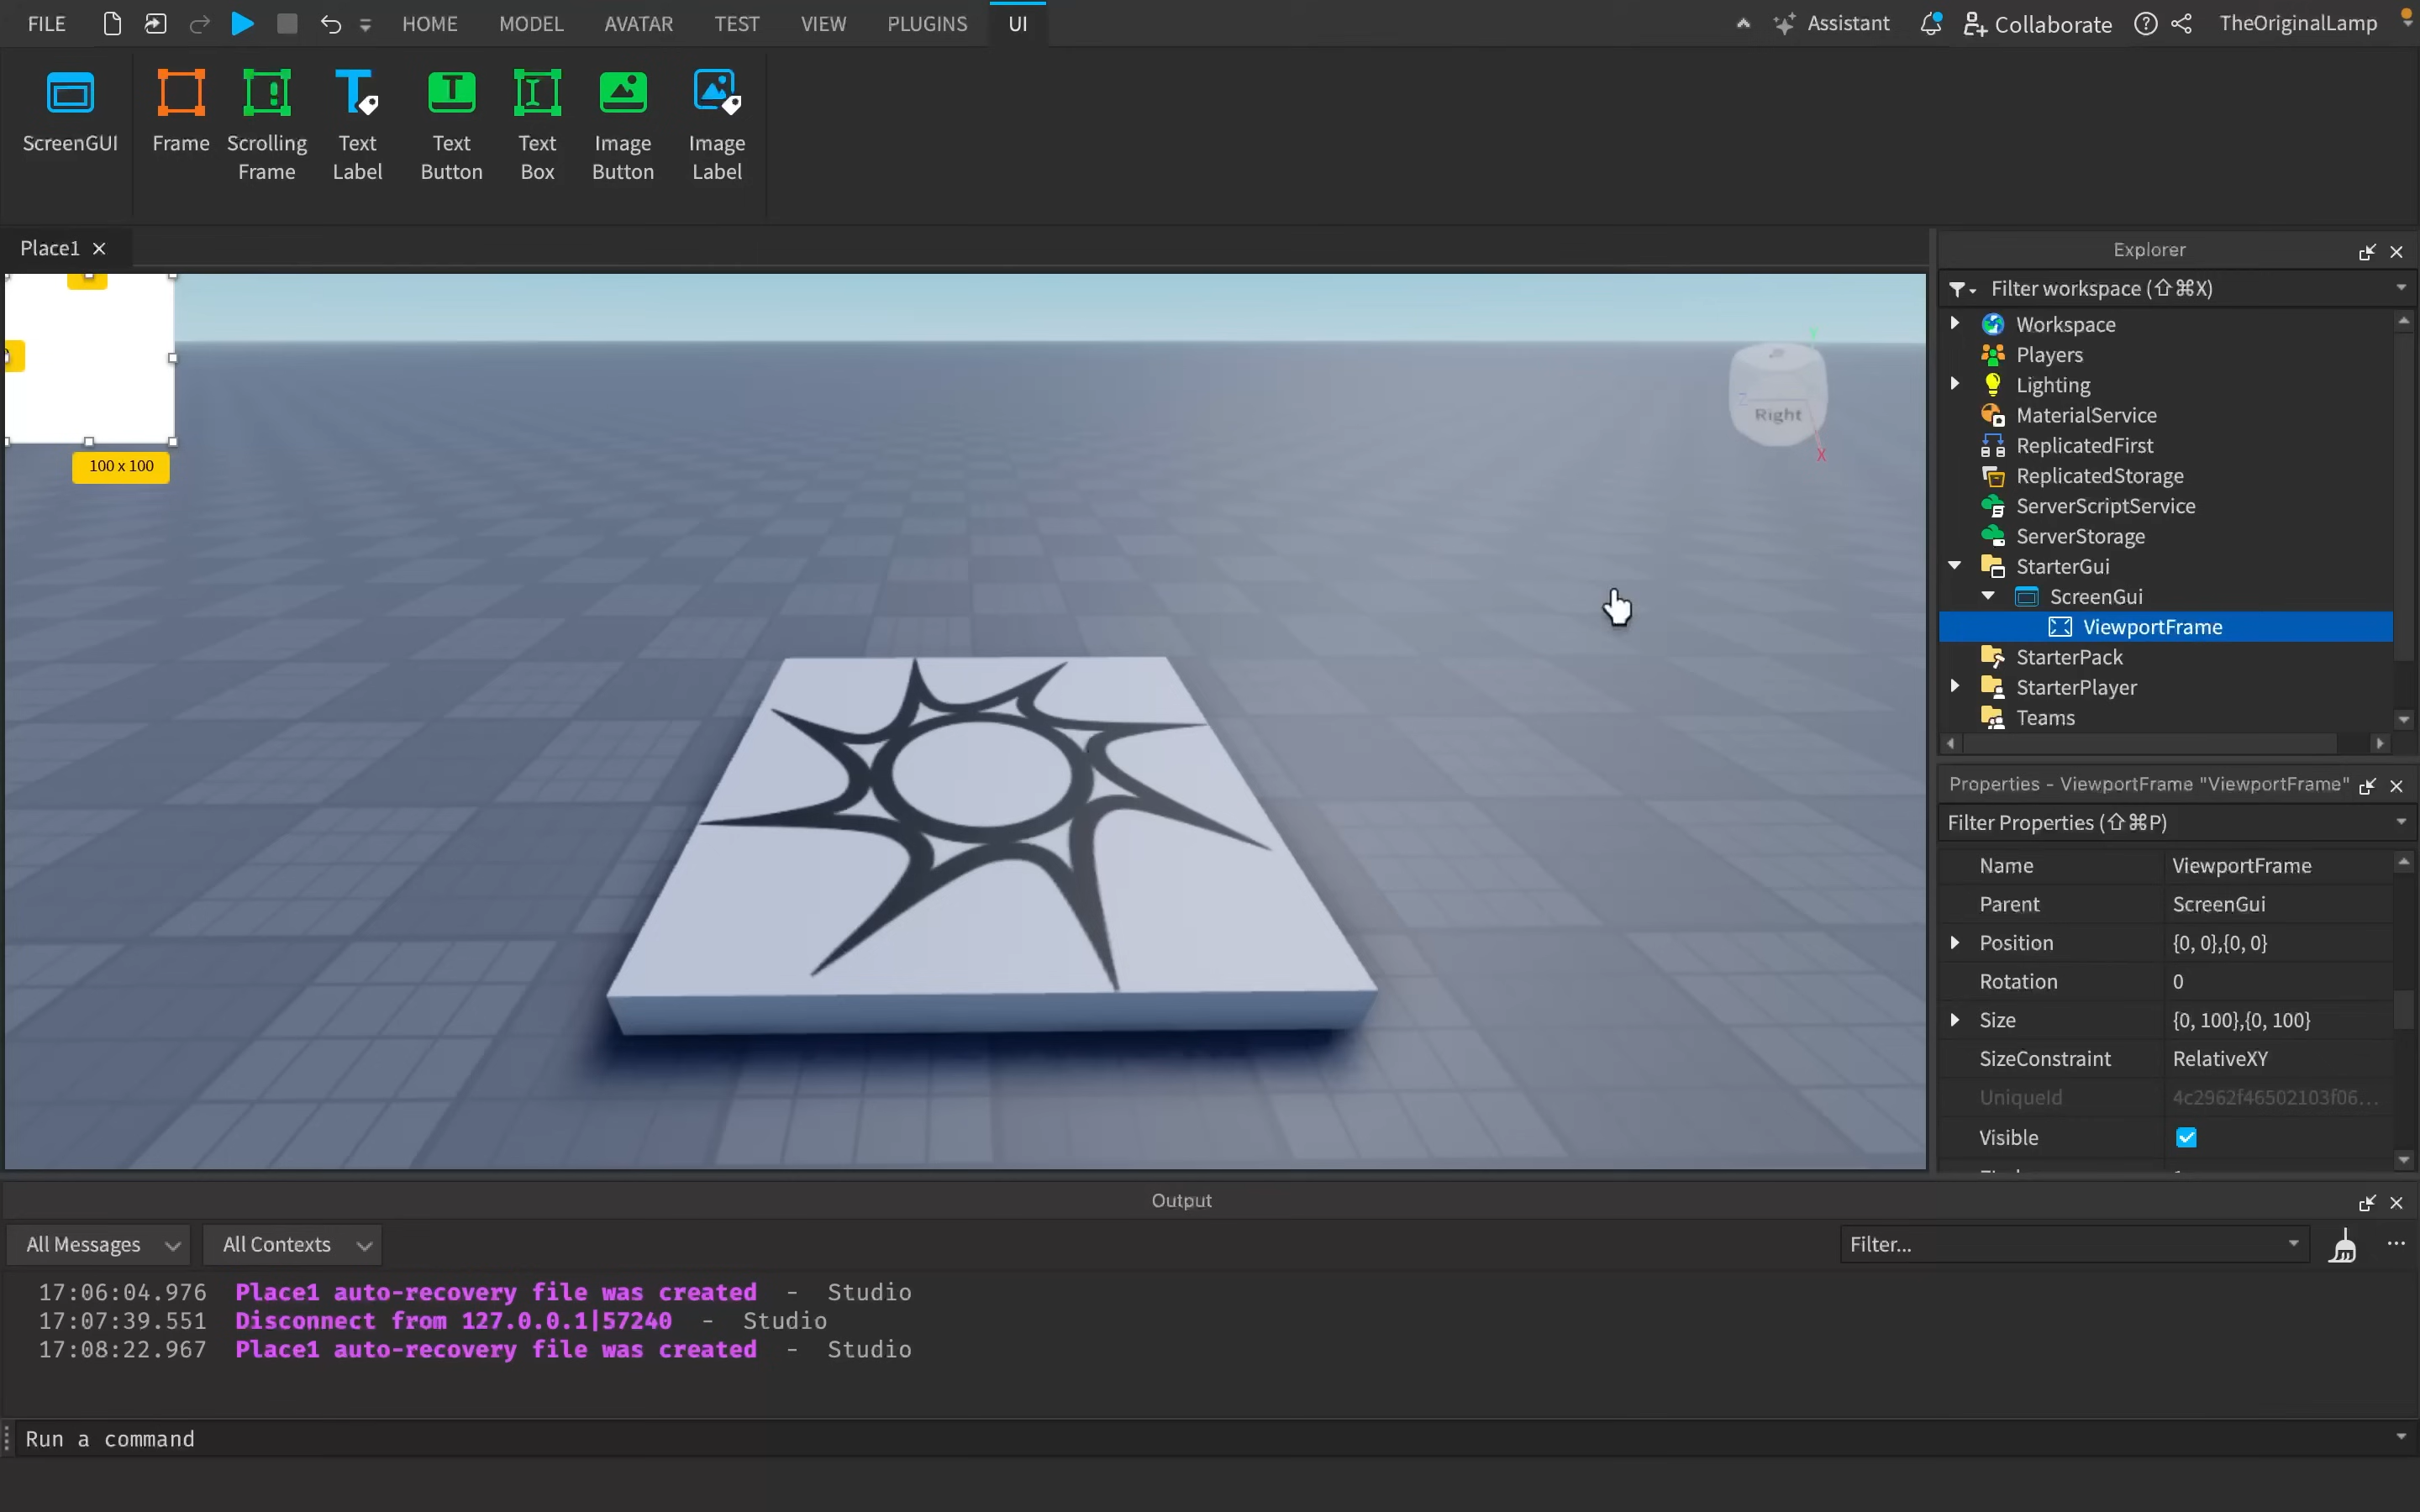 FILE
HOME
MODEL
AVATAR
TEST
VIEW
PLUGINS
UI
Assistant
Collaborate
TheOriginalLamp
ScreenGUI
Frame
Scrolling
Frame
Text
Label
Text
Button
Text
Box
Image
Button
Image
Label
Place1
100 x 100
Y
Z
Right
X
Explorer
Filter workspace (⇧⌘X)
Workspace
Players
Lighting
MaterialService
ReplicatedFirst
ReplicatedStorage
ServerScriptService
ServerStorage
StarterGui
ScreenGui
ViewportFrame
StarterPack
StarterPlayer
Teams
Properties - ViewportFrame "ViewportFrame"
Filter Properties (⇧⌘P)
Name ViewportFrame
Parent ScreenGui
Position {0, 0},{0, 0}
Rotation 0
Size {0, 100},{0, 100}
SizeConstraint RelativeXY
UniqueId 4c2962f46502103f06...
Visible
Output
All Messages
All Contexts
Filter...
17:06:04.976 Place1 auto-recovery file was created - Studio
17:07:39.551 Disconnect from 127.0.0.1|57240 - Studio
17:08:22.967 Place1 auto-recovery file was created - Studio
Run a command